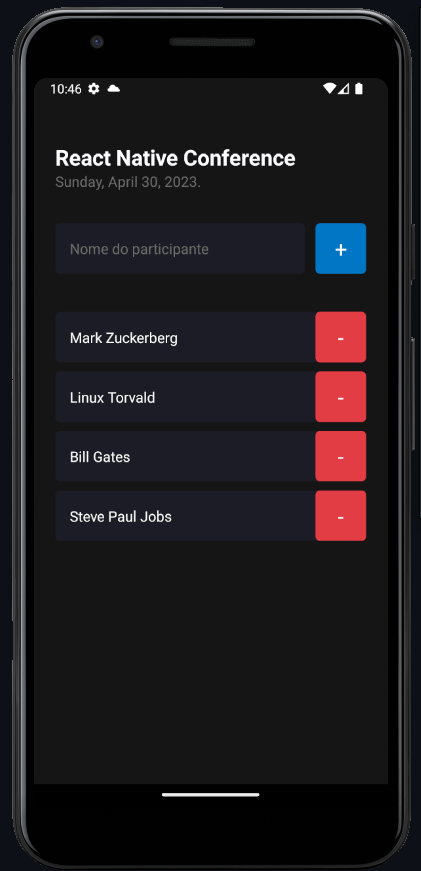 10:46
React Native Conference
Sunday, April 30, 2023.
Nome do participante
+
Mark Zuckerberg
-
Linux Torvald
-
Bill Gates
-
Steve Paul Jobs
-